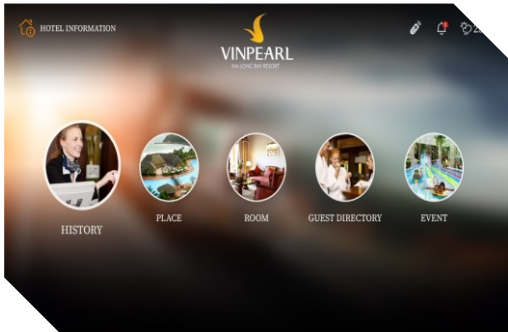 HOTEL INFORMATION
VINPEARL
HA LONG BAY RESORT
HISTORY
PLACE
ROOM
GUEST DIRECTORY
EVENT